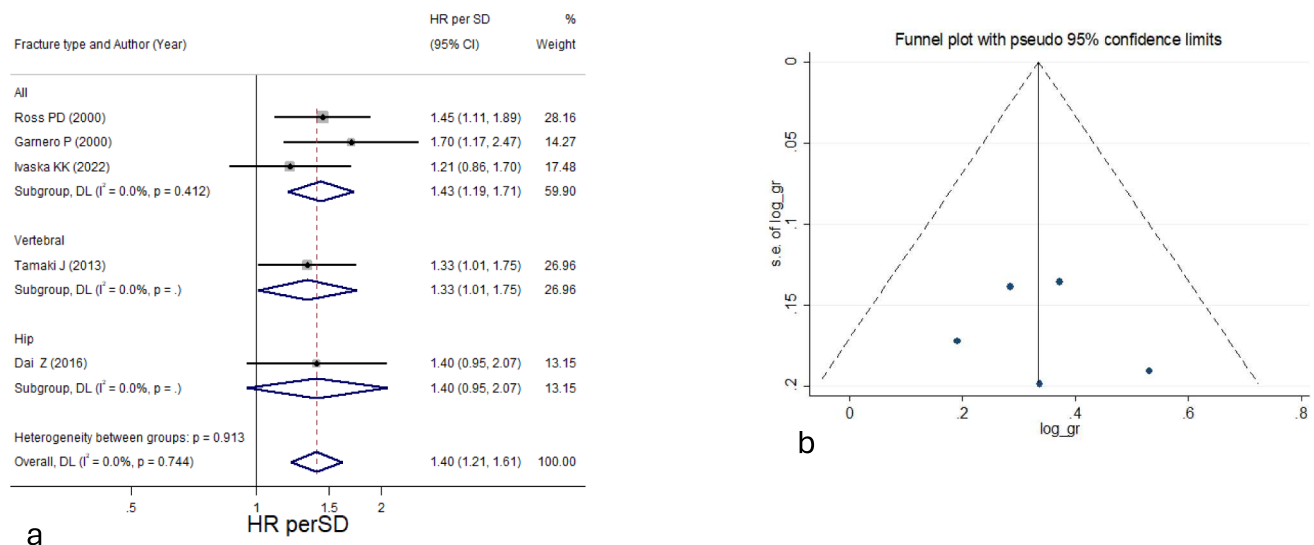 HR per SD %
Fracture type and Author (Year) (95% CI) Weight
All
Ross PD (2000) 1.45 (1.11, 1.89) 28.16
Garnero P (2000) 1.70 (1.17, 2.47) 14.27
Ivaska KK (2022) 1.21 (0.86, 1.70) 17.48
Subgroup, DL (I² = 0.0%, p = 0.412) 1.43 (1.19, 1.71) 59.90
Vertebral
Tamaki J (2013) 1.33 (1.01, 1.75) 26.96
Subgroup, DL (I² = 0.0%, p = .) 1.33 (1.01, 1.75) 26.96
Hip
Dai Z (2016) 1.40 (0.95, 2.07) 13.15
Subgroup, DL (I² = 0.0%, p = .) 1.40 (0.95, 2.07) 13.15
Heterogeneity between groups: p = 0.913
Overall, DL (I² = 0.0%, p = 0.744) 1.40 (1.21, 1.61) 100.00
.5 1 1.5 2
HR perSD
a
Funnel plot with pseudo 95% confidence limits
s.e. of log_gr
0
.05
.1
.15
.2
0 .2 .4 .6 .8
log_gr
b